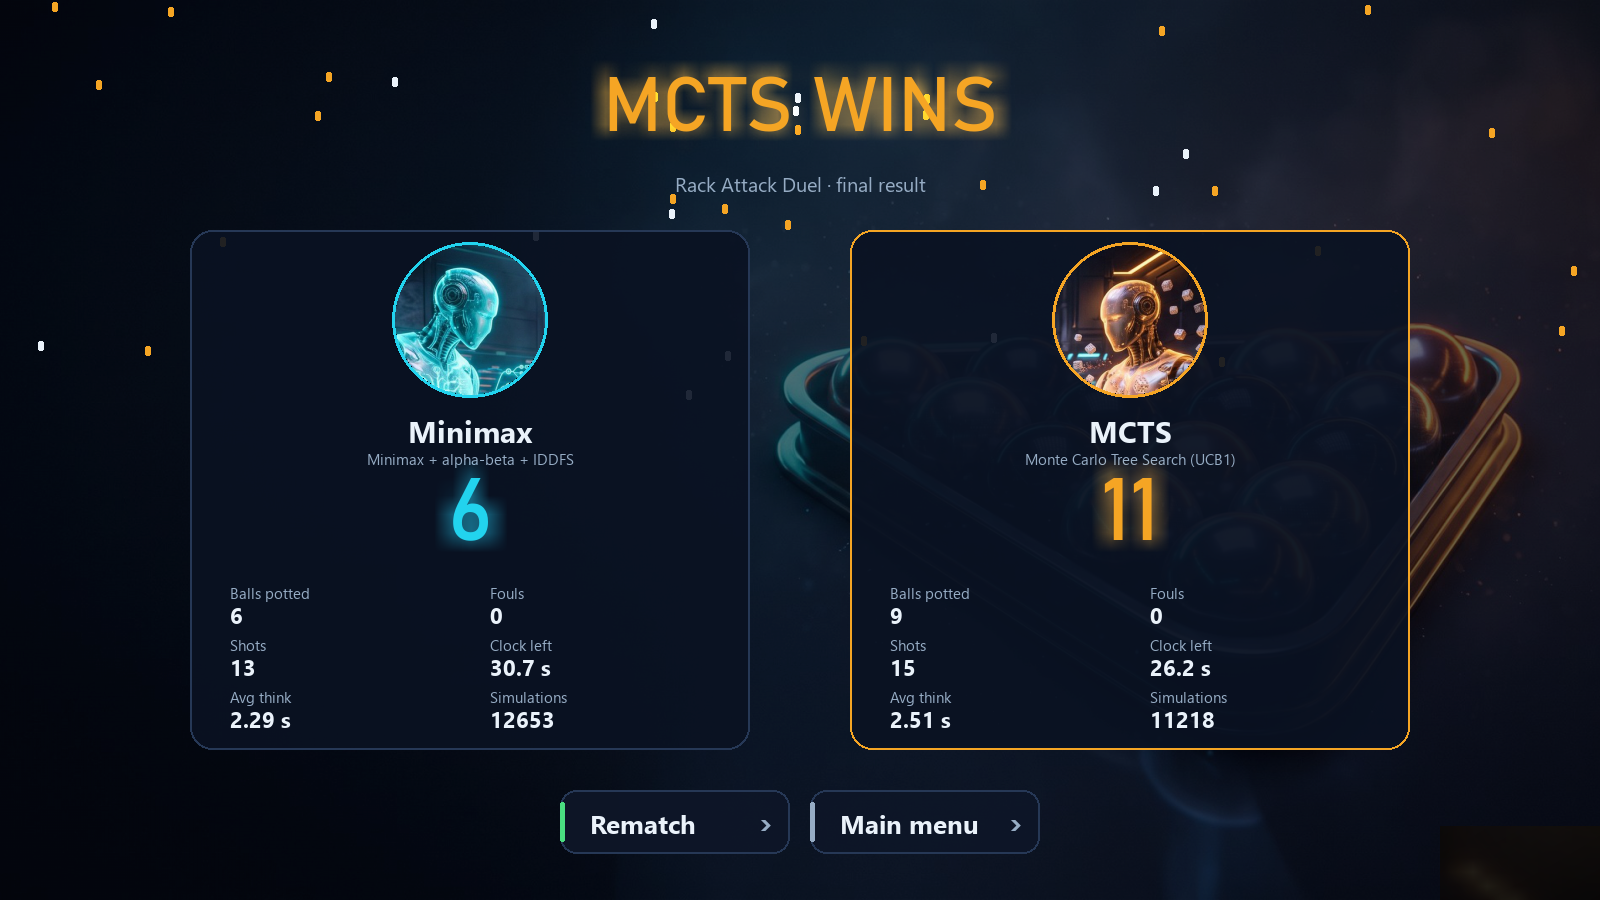 MCTS WINS
Rack Attack Duel · final result
Minimax
Minimax + alpha-beta + IDDFS
6
Balls potted
6
Fouls
0
Shots
13
Clock left
30.7 s
Avg think
2.29 s
Simulations
12653
MCTS
Monte Carlo Tree Search (UCB1)
11
Balls potted
9
Fouls
0
Shots
15
Clock left
26.2 s
Avg think
2.51 s
Simulations
11218
Rematch ›
Main menu ›